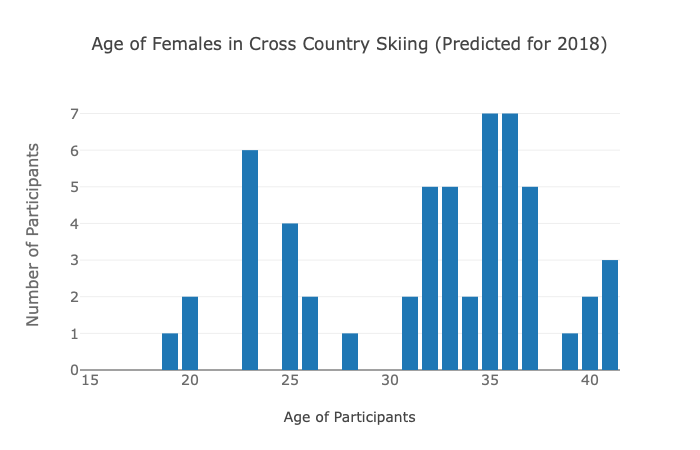 Age of Females in Cross Country Skiing (Predicted for 2018)
Number of Participants
7
6
5
4
3
2
1
0
15 20 25 30 35 40
Age of Participants